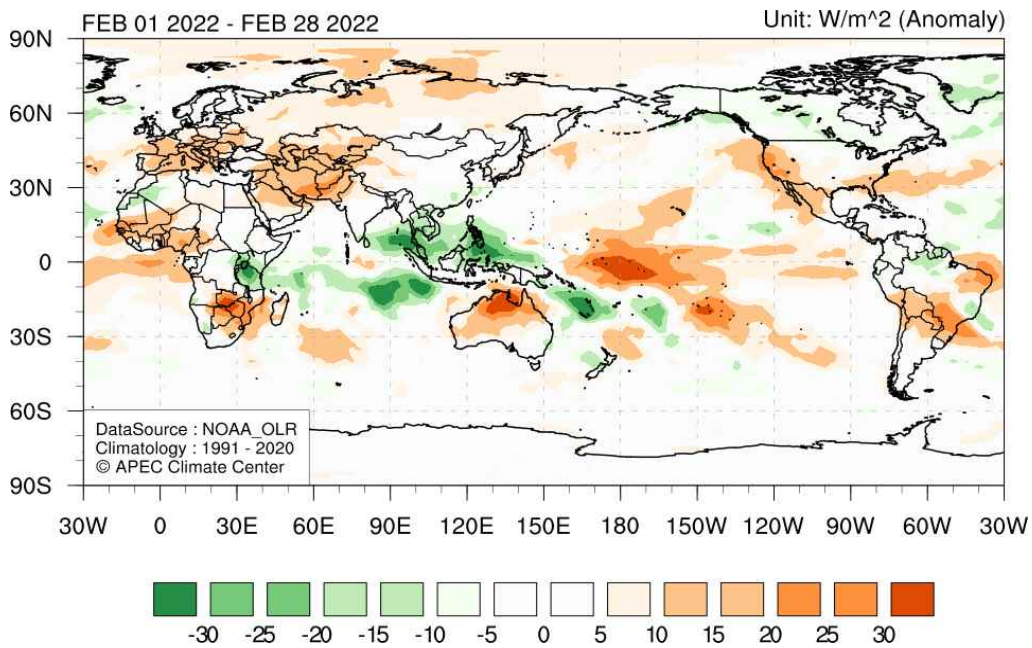 FEB 01 2022 - FEB 28 2022 Unit: W/m^2 (Anomaly)
90N
60N
30N
0
30S
60S
90S
DataSource : NOAA_OLR
Climatology : 1991 - 2020
© APEC Climate Center
30W 0 30E 60E 90E 120E 150E 180 150W 120W 90W 60W 30W
-30 -25 -20 -15 -10 -5 0 5 10 15 20 25 30